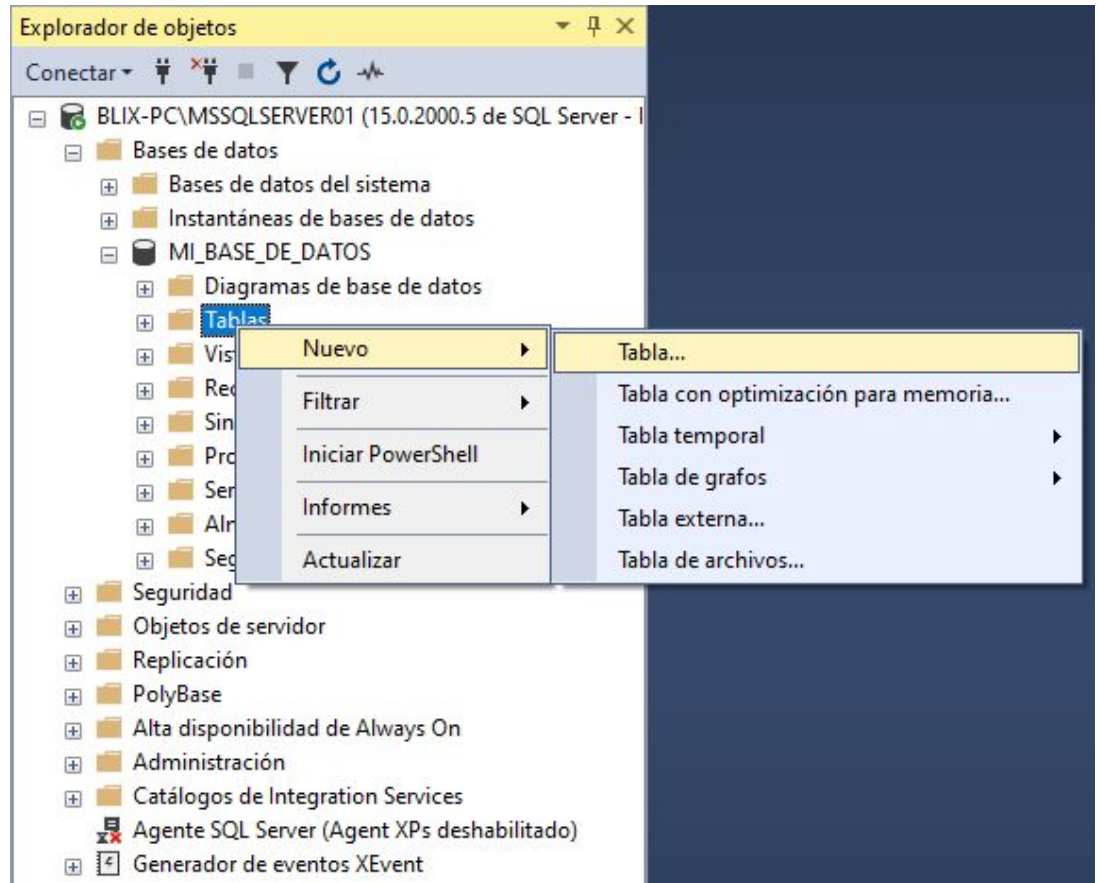 Explorador de objetos
Conectar
BLIX-PC\MSSQLSERVER01 (15.0.2000.5 de SQL Server -
Bases de datos
Bases de datos del sistema
Instantáneas de bases de datos
MI_BASE_DE_DATOS
Diagramas de base de datos
Tablas
Nuevo
Filtrar
Iniciar PowerShell
Informes
Actualizar
Tabla...
Tabla con optimización para memoria...
Tabla temporal
Tabla de grafos
Tabla externa...
Tabla de archivos...
Seguridad
Objetos de servidor
Replicación
PolyBase
Alta disponibilidad de Always On
Administración
Catálogos de Integration Services
Agente SQL Server (Agent XPs deshabilitado)
Generador de eventos XEvent